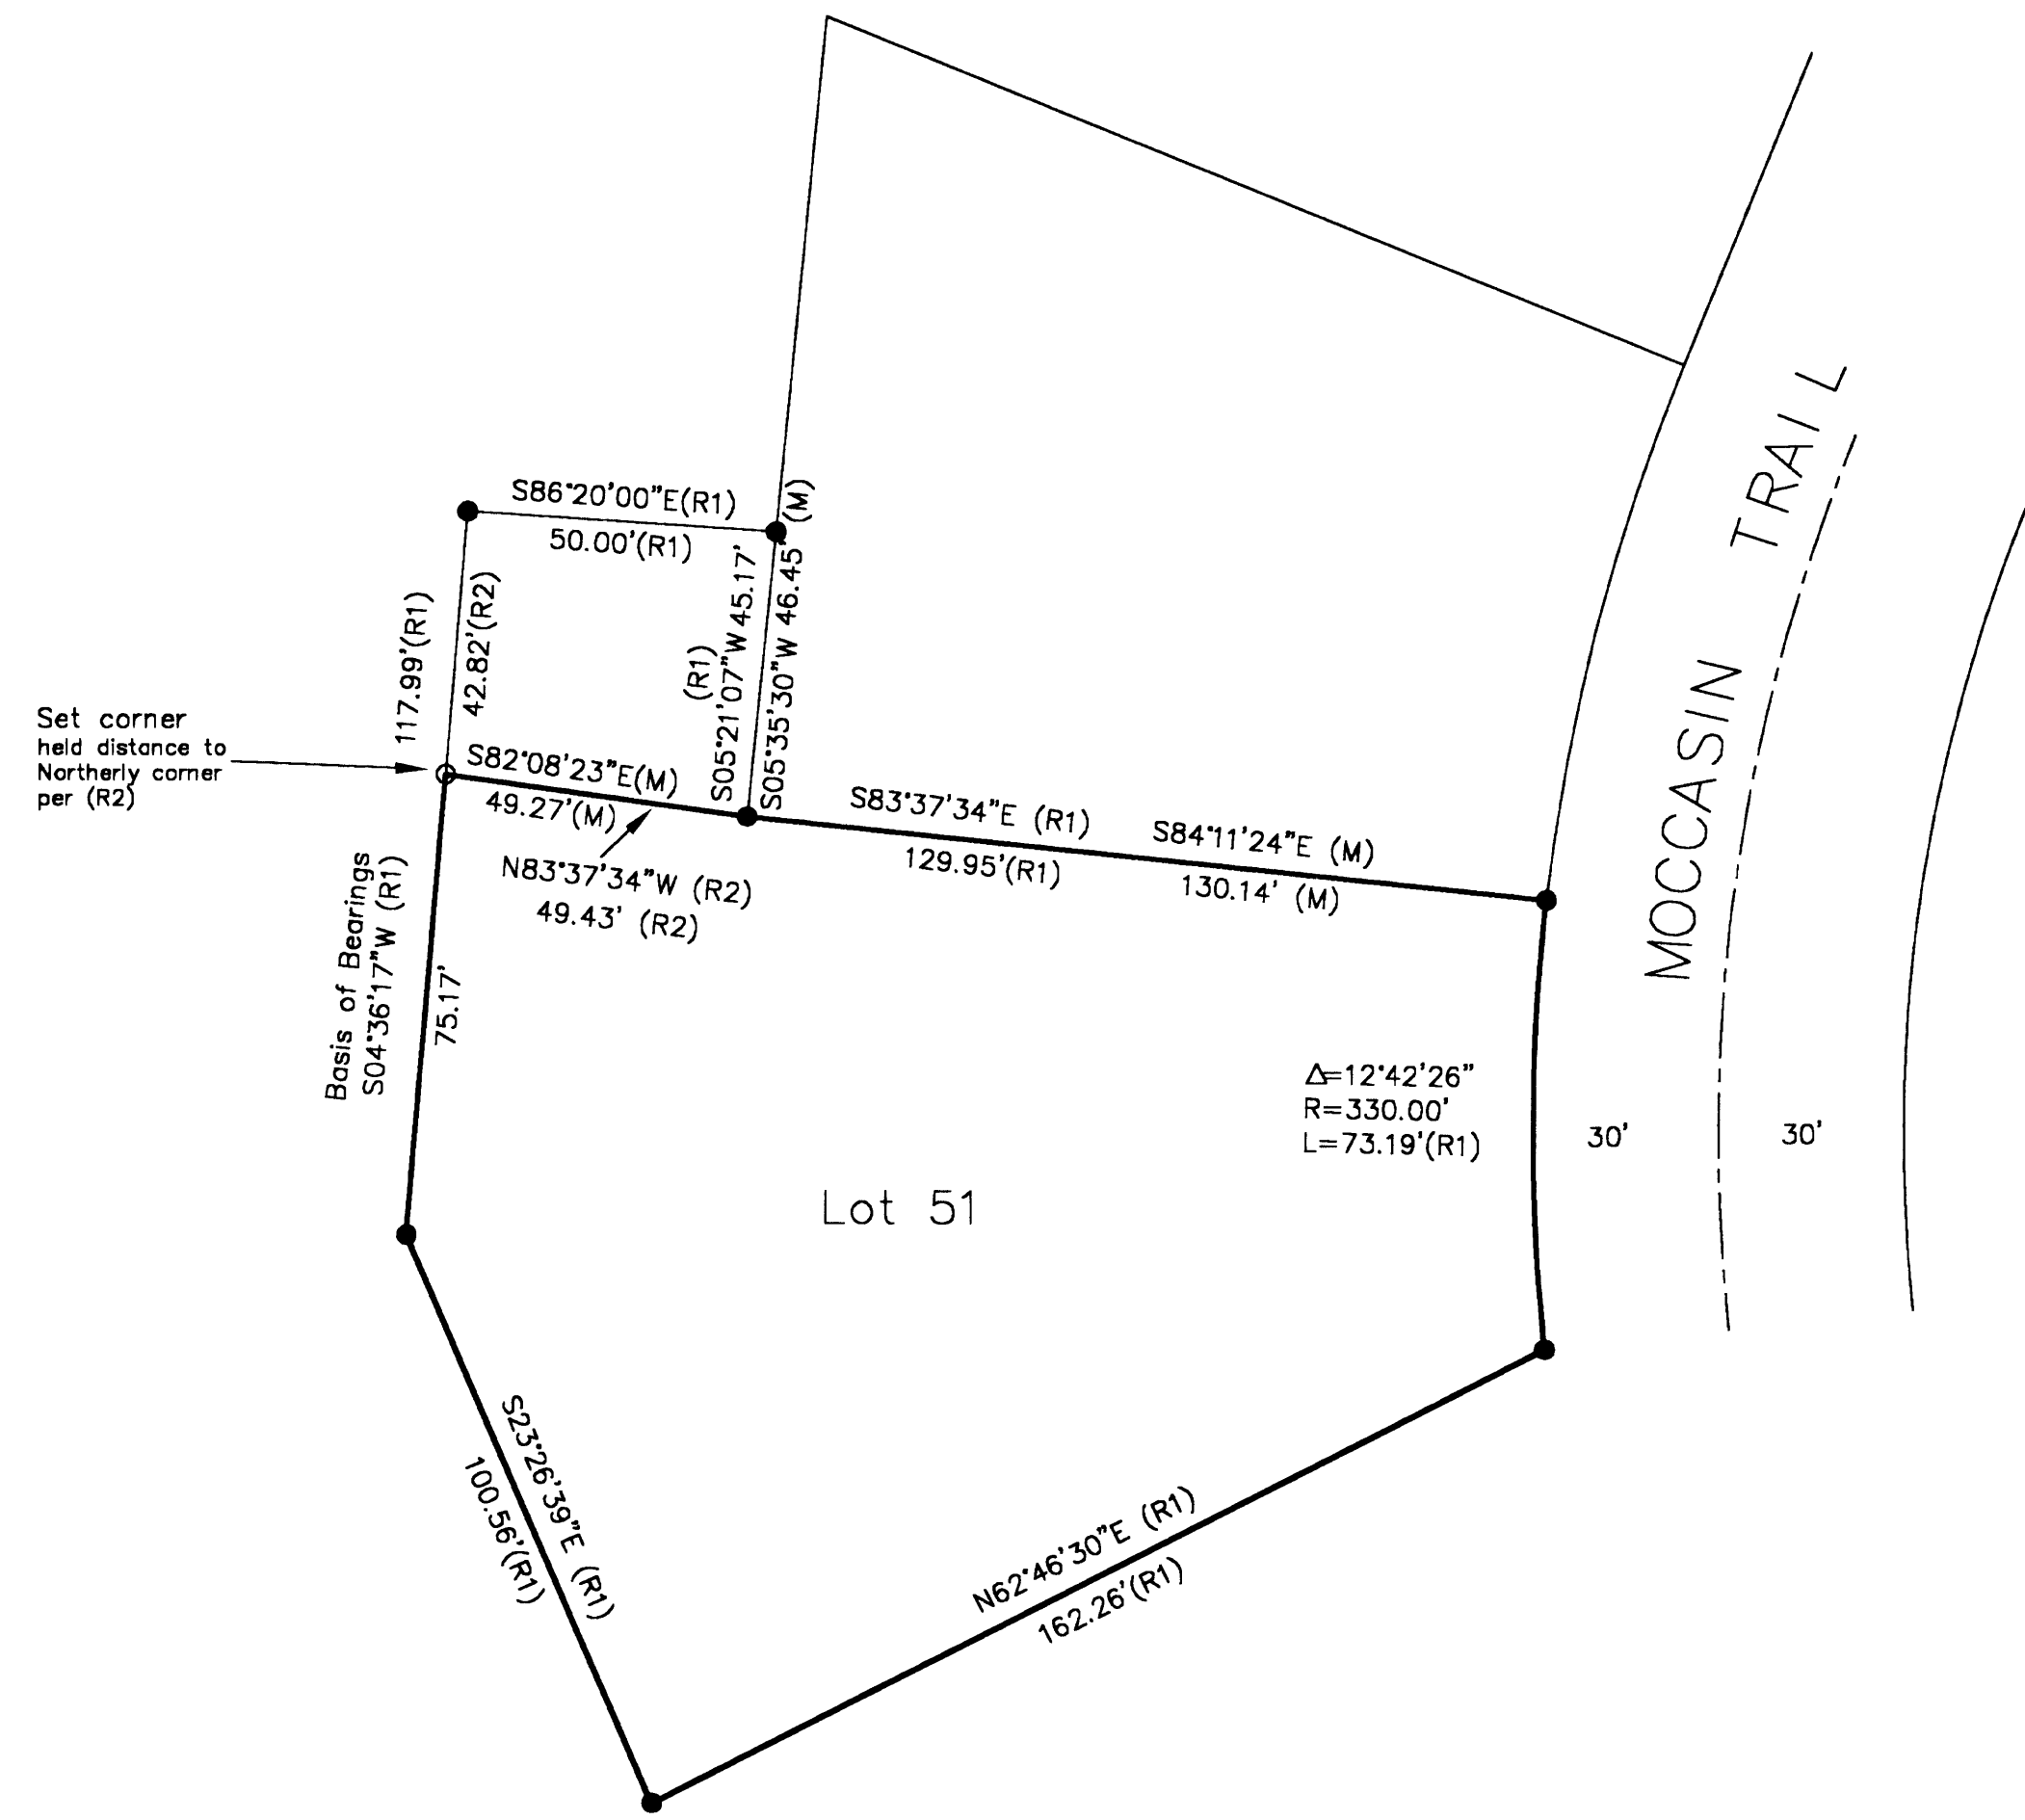 S86°20'00"E(R1)
50.00'(R1)
117.99'(R1)
42.82'(R2)
(R1)
S05°21'07"W 45.17'
S05°35'30"W 46.45' (M)
Set corner
held distance to
Northerly corner
per (R2)
S82°08'23"E(M)
49.27'(M)
N83°37'34"W (R2)
49.43' (R2)
S83°37'34"E (R1)
129.95'(R1)
S84°11'24"E (M)
130.14' (M)
MOCCASIN TRAIL
Basis of Bearings
S04°36'17"W (R1)
75.17'
Δ=12°42'26"
R=330.00'
L=73.19'(R1)
30'
30'
Lot 51
S23°26'39"E (R1)
100.56'(R1)
N62°46'30"E (R1)
162.26'(R1)